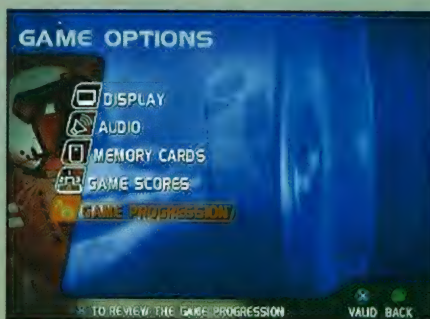 GAME OPTIONS
DISPLAY
AUDIO
MEMORY CARDS
GAME SCORES
GAME PROGRESSION
TO REVIEW THE GAME PROGRESSION
VALID BACK